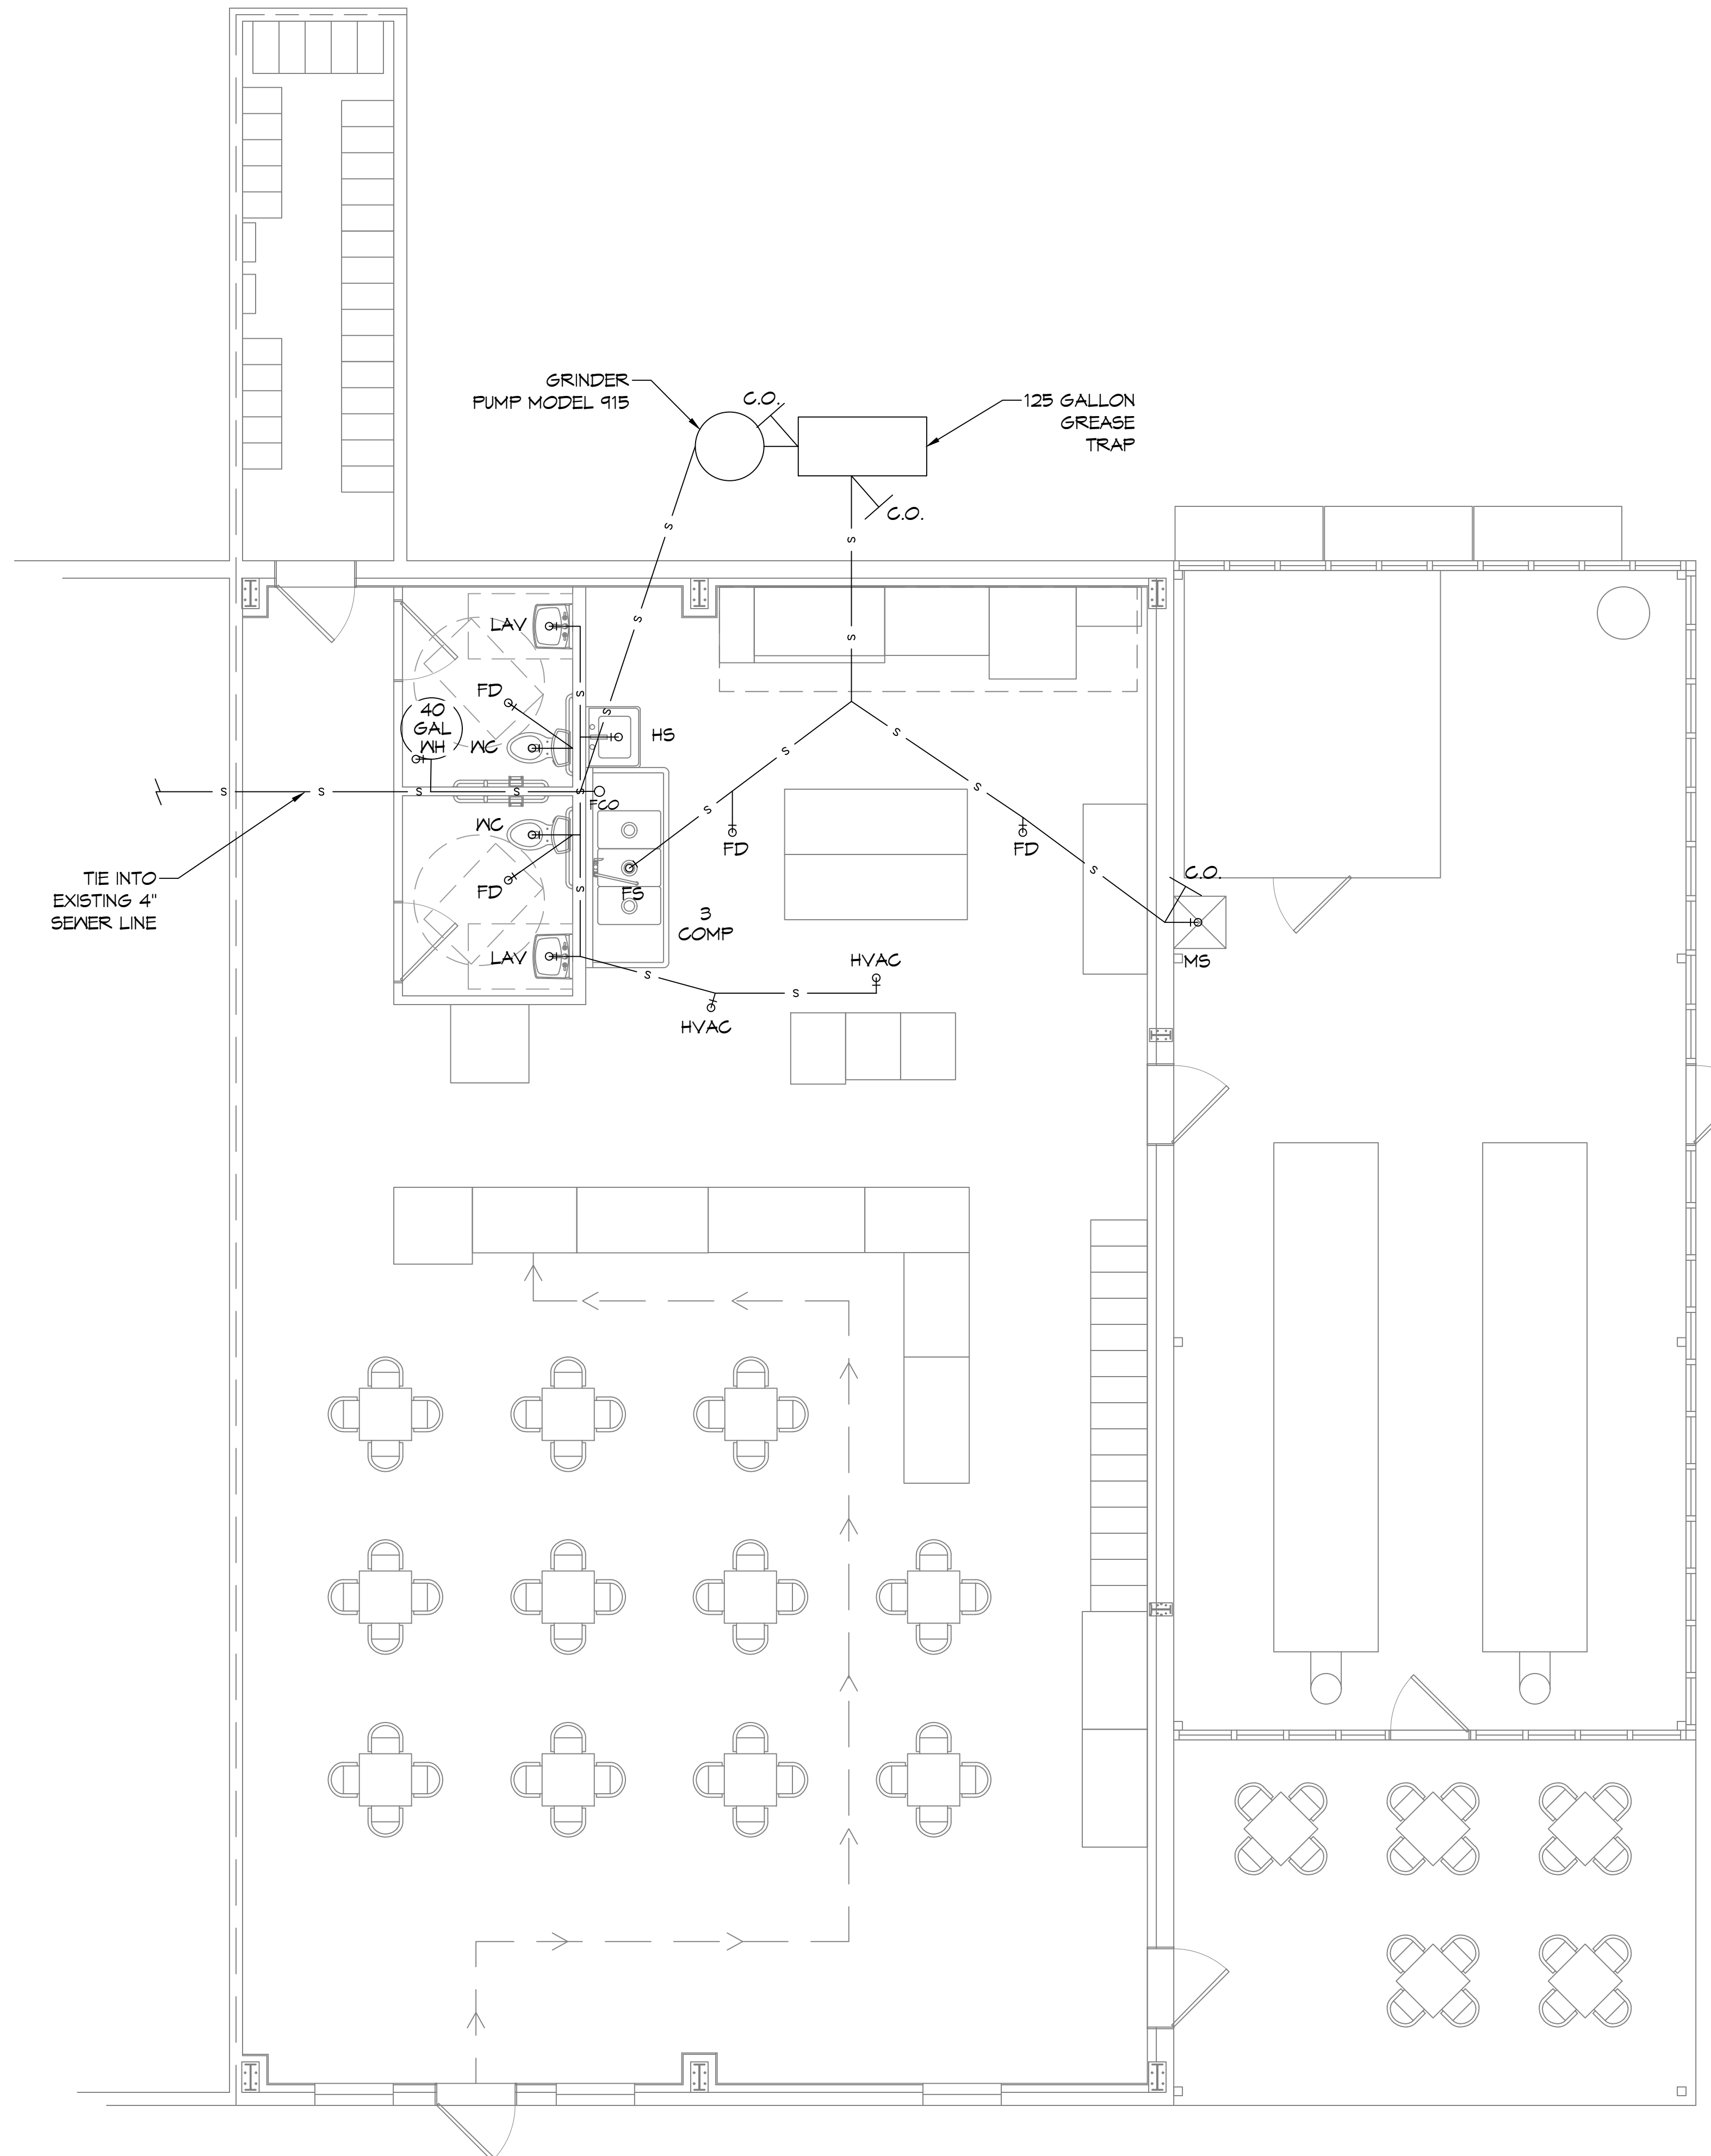 GRINDER
PUMP MODEL 915
C.O.
125 GALLON
GREASE
TRAP
C.O.
S
S
S
S
LAV
FD
S
S
40
GAL
WH
WC
HS
S
S
S
S
S
S
S
S
S
FCO
S
WC
FD
FD
S
C.O.
TIE INTO
EXISTING 4"
SEWER LINE
FD
S
FS
3
COMP
LAV
S
HVAC
MS
S
HVAC